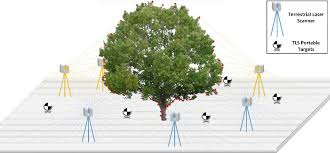 Terrestrial Laser
Scanner
TLS Portable
Targets